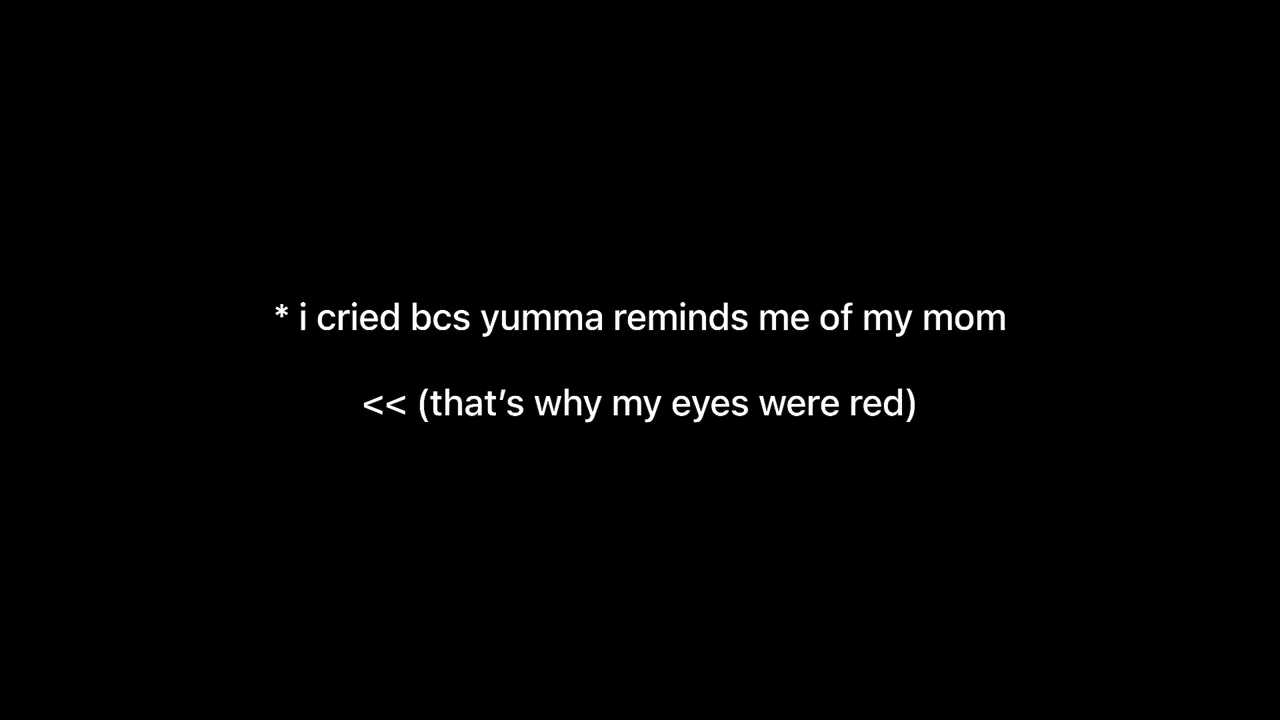 * i cried bcs yumma reminds me of my mom
<< (that’s why my eyes were red)